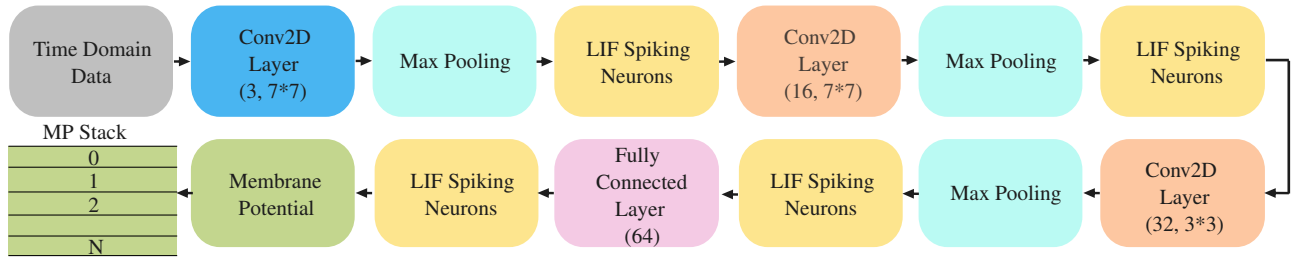 Time Domain
Data
Conv2D
Layer
(3, 7*7)
Max Pooling
LIF Spiking
Neurons
Conv2D
Layer
(16, 7*7)
Max Pooling
LIF Spiking
Neurons
Conv2D
Layer
(32, 3*3)
Max Pooling
LIF Spiking
Neurons
Fully
Connected
Layer
(64)
LIF Spiking
Neurons
Membrane
Potential
MP Stack
0
1
2
N